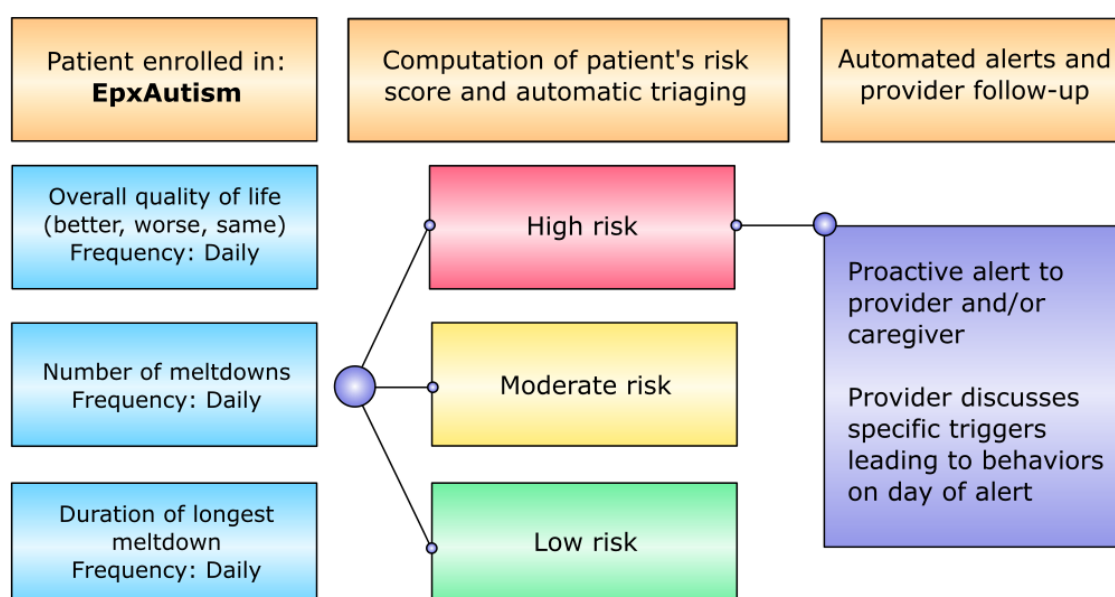 Patient enrolled in:
EpxAutism
Computation of patient's risk
score and automatic triaging
Automated alerts and
provider follow-up
Overall quality of life
(better, worse, same)
Frequency: Daily
Number of meltdowns
Frequency: Daily
Duration of longest
meltdown
Frequency: Daily
High risk
Moderate risk
Low risk
Proactive alert to
provider and/or
caregiver
Provider discusses
specific triggers
leading to behaviors
on day of alert